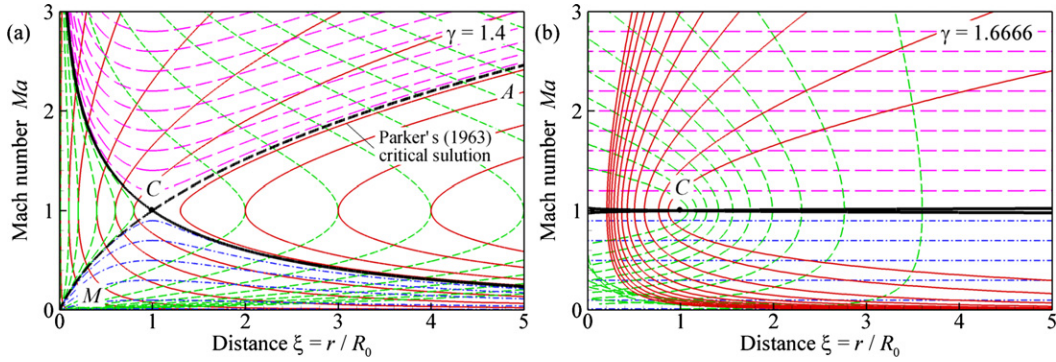 (a)
3
2
1
0
Mach number Ma
γ = 1.4
A
Parker's (1963)
critical sulution
C
M
0 1 2 3 4 5
Distance ξ = r / R0
(b)
3
2
1
0
Mach number Ma
γ = 1.6666
C
0 1 2 3 4 5
Distance ξ = r / R0